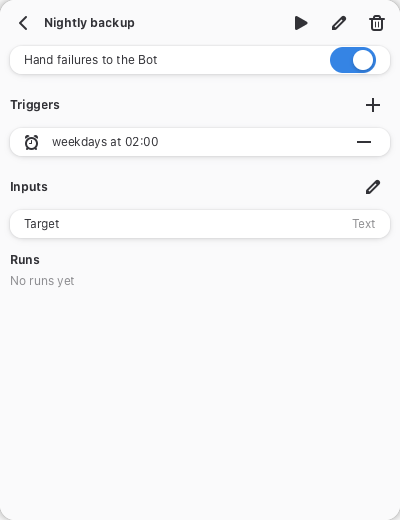 Nightly backup
Hand failures to the Bot
Triggers
weekdays at 02:00
Inputs
Target Text
Runs
No runs yet